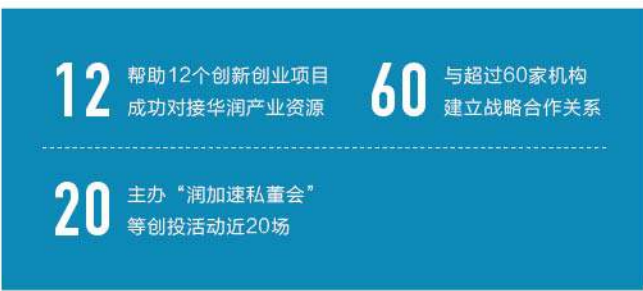 12
帮助12个创新创业项目
成功对接华润产业资源
60
与超过60家机构
建立战略合作关系
20
主办“润加速私董会”
等创投活动近20场